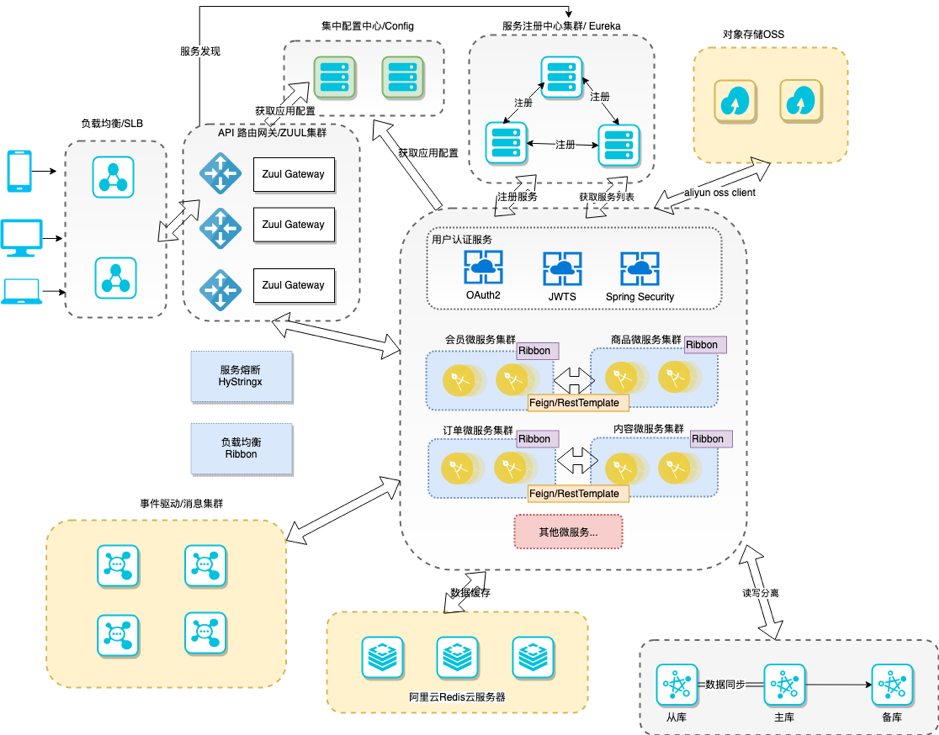 集中配置中心/Config
服务注册中心集群/ Eureka
对象存储OSS
服务发现
注册
注册
注册
获取应用配置
负载均衡/SLB
API 路由网关/ZUUL集群
获取应用配置
Zuul Gateway
Zuul Gateway
Zuul Gateway
注册服务
获取服务列表
aliyun oss client
用户认证服务
OAuth2
JWTS
Spring Security
会员微服务集群
Ribbon
商品微服务集群
Ribbon
Feign/RestTemplate
服务熔断
HyStringx
订单微服务集群
Ribbon
内容微服务集群
Ribbon
Feign/RestTemplate
负载均衡
Ribbon
其他微服务...
事件驱动/消息集群
数据缓存
读写分离
阿里云Redis云服务器
数据同步
从库
主库
备库